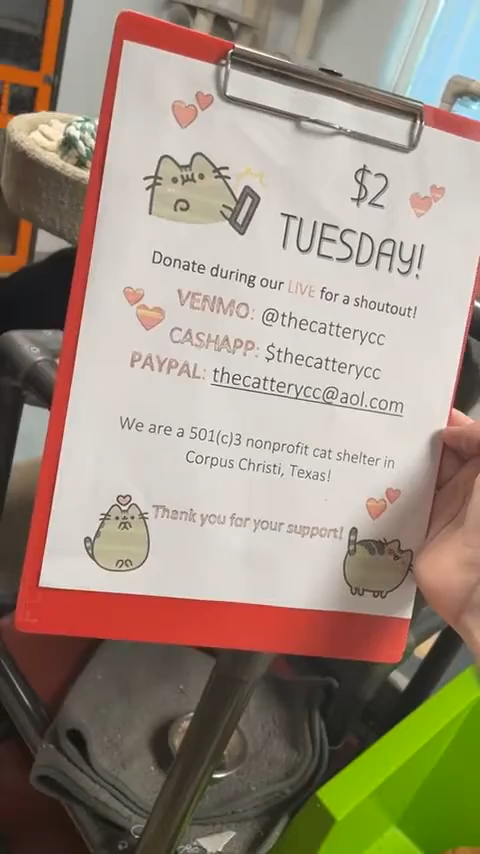 $2
TUESDAY!
Donate during our LIVE for a shoutout!
VENMO: @thecatterycc
CASHAPP: $thecatterycc
PAYPAL: thecatterycc@aol.com
We are a 501(c)3 nonprofit cat shelter in
Corpus Christi, Texas!
Thank you for your support!